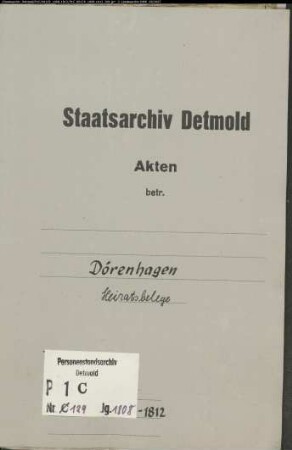 Staatsarchiv Detmold
Akten
betr.
Dörenhagen
Heiratsbelege
Personenstandsarchiv
Detmold
P 1 C
Nr. 129 Jg. 1808-1812